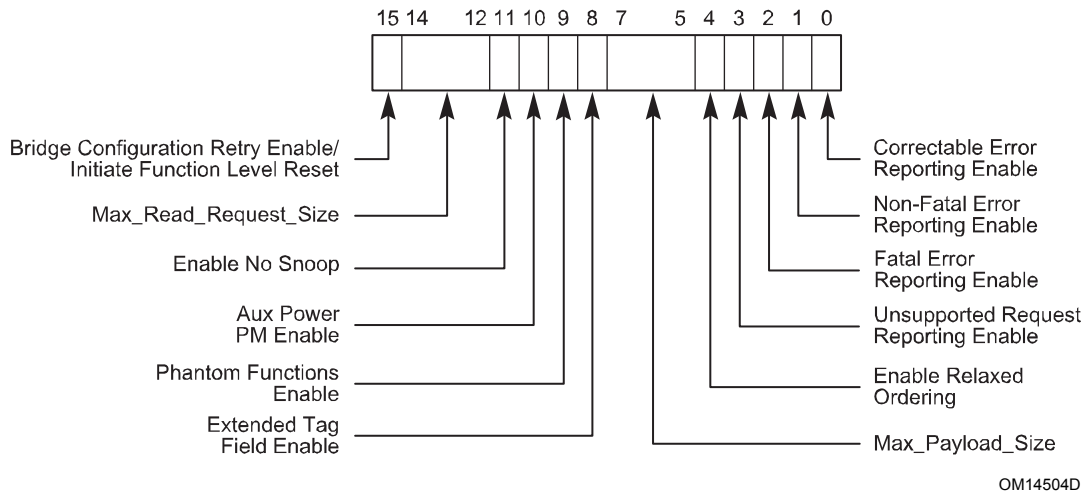 15 14 12 11 10 9 8 7 5 4 3 2 1 0
Bridge Configuration Retry Enable/
Initiate Function Level Reset
Max_Read_Request_Size
Enable No Snoop
Aux Power
PM Enable
Phantom Functions
Enable
Extended Tag
Field Enable
Correctable Error
Reporting Enable
Non-Fatal Error
Reporting Enable
Fatal Error
Reporting Enable
Unsupported Request
Reporting Enable
Enable Relaxed
Ordering
Max_Payload_Size
OM14504D